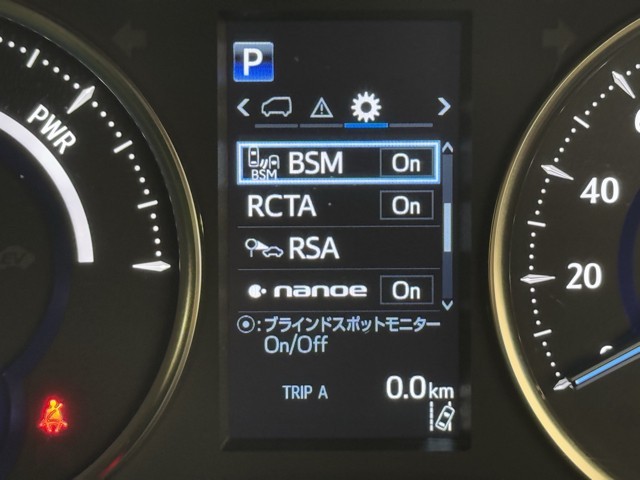 P
PWR
BSM
BSM On
RCTA On
RSA
nanoe On
:ブラインドスポットモニター
On/Off
TRIP A 0.0km
40
20